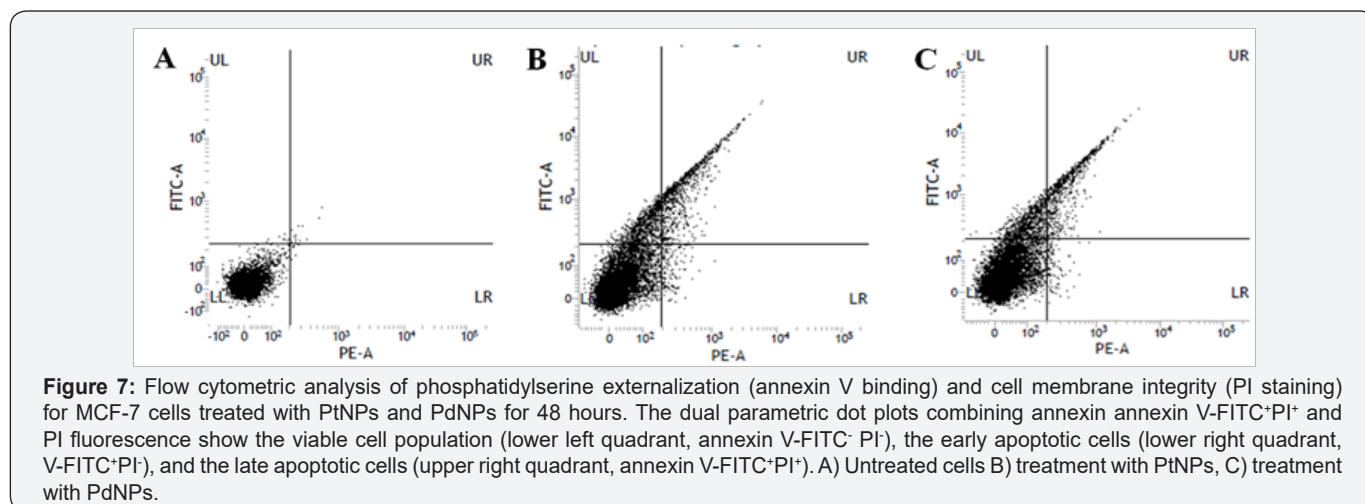 A
UL
UR
10⁵
10⁴
10³
10²
0
-10²
LL
LR
FITC-A
-10² 0 10² 10³ 10⁴ 10⁵
PE-A
B
UL
UR
10⁵
10⁴
10³
10²
0
LR
FITC-A
0 10² 10³ 10⁴ 10⁵
PE-A
C
UL
UR
10⁵
10⁴
10³
10²
0
LR
FITC-A
0 10² 10³ 10⁴ 10⁵
PE-A
Figure 7: Flow cytometric analysis of phosphatidylserine externalization (annexin V binding) and cell membrane integrity (PI staining)
for MCF-7 cells treated with PtNPs and PdNPs for 48 hours. The dual parametric dot plots combining annexin annexin V-FITC⁺PI⁺ and
PI fluorescence show the viable cell population (lower left quadrant, annexin V-FITC⁻ PI⁻), the early apoptotic cells (lower right quadrant,
V-FITC⁺PI⁻), and the late apoptotic cells (upper right quadrant, annexin V-FITC⁺PI⁺). A) Untreated cells B) treatment with PtNPs, C) treatment
with PdNPs.